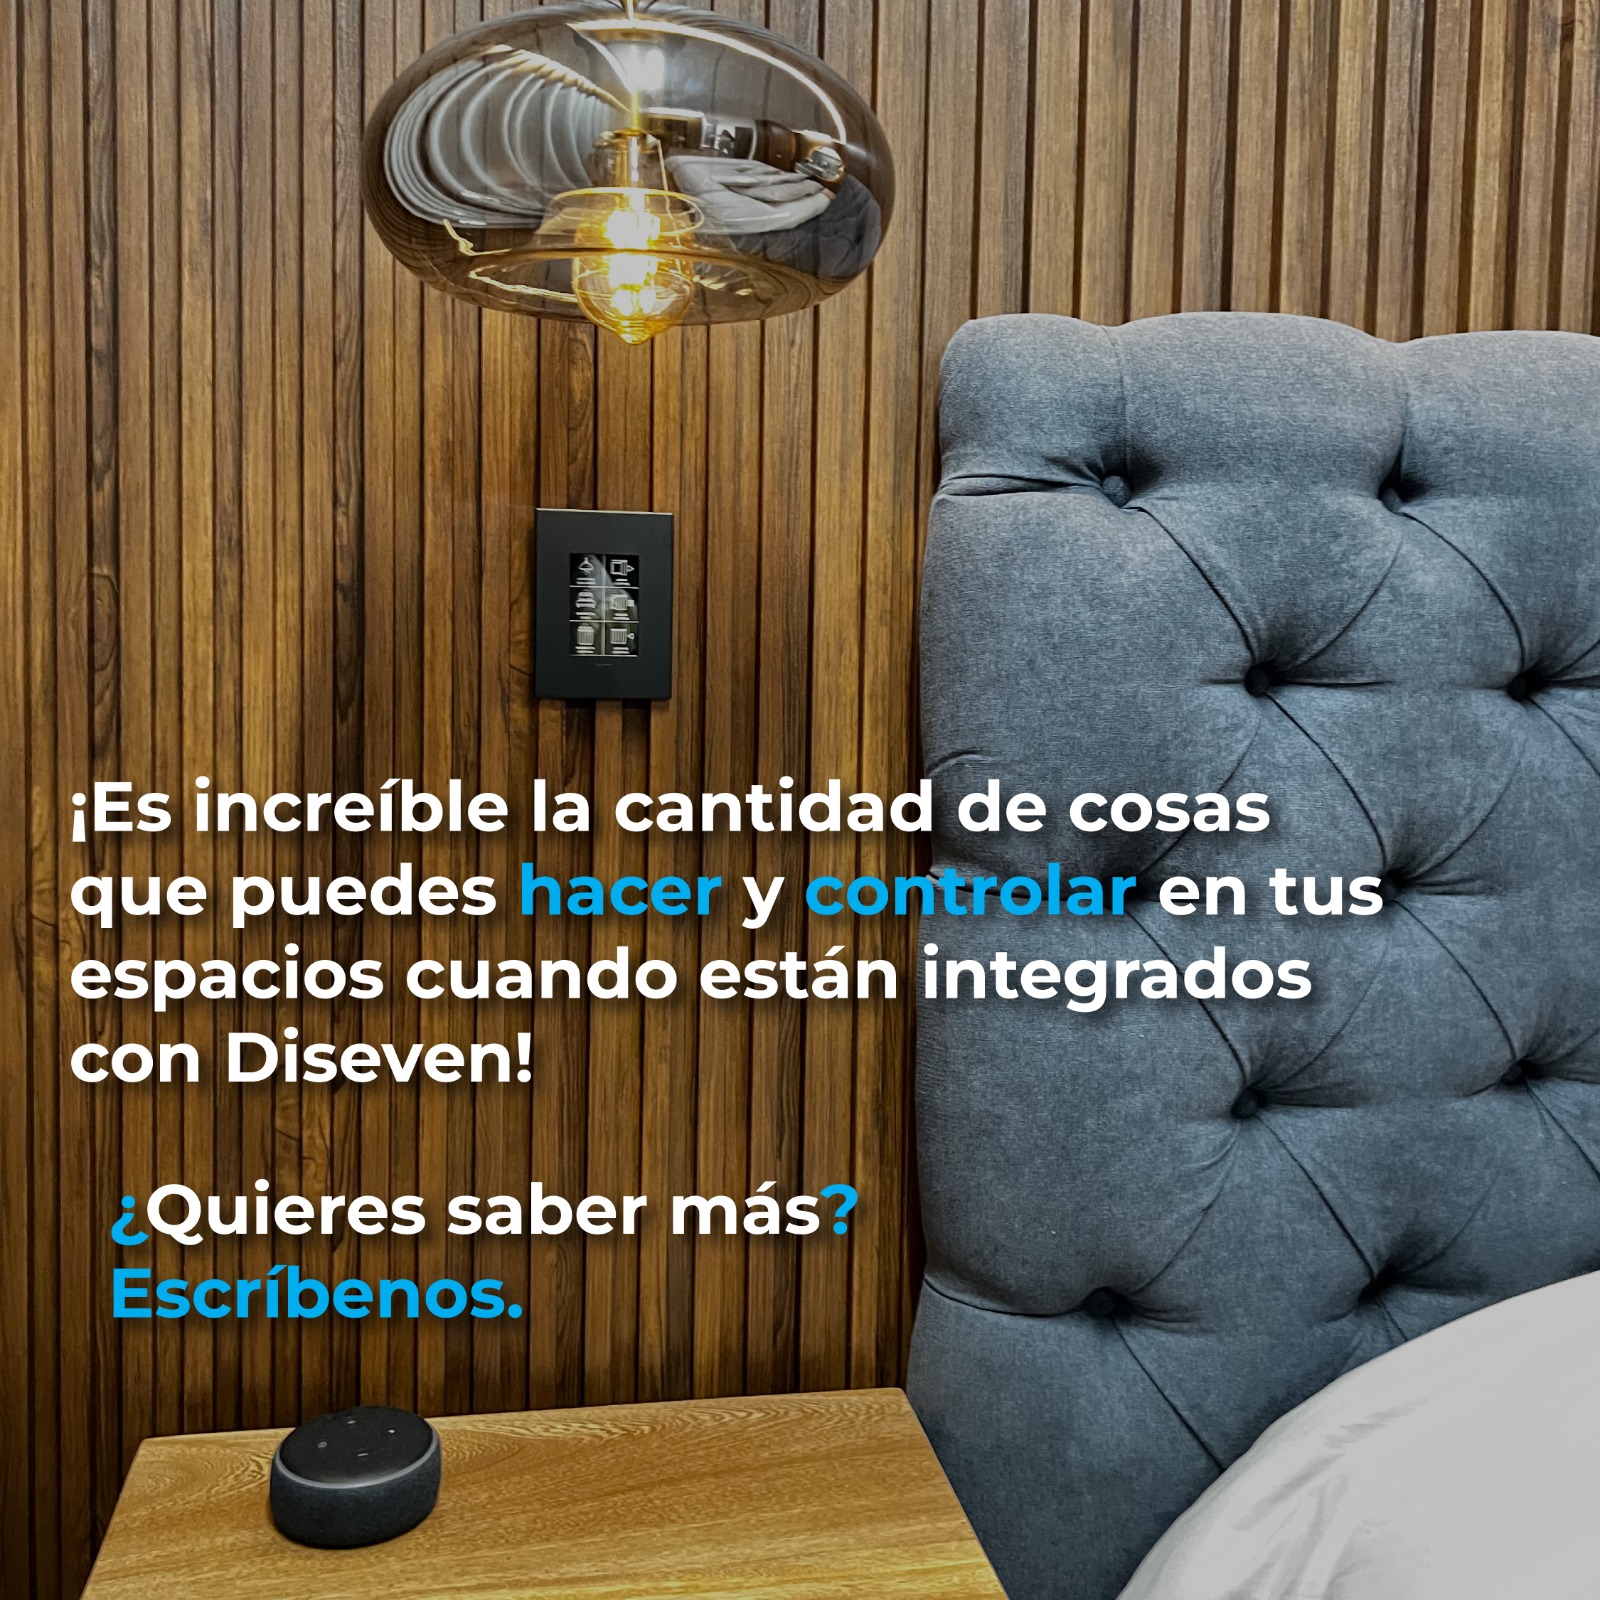 ¡Es increíble la cantidad de cosas
que puedes hacer y controlar en tus
espacios cuando están integrados
con Diseven!
¿Quieres saber más?
Escríbenos.